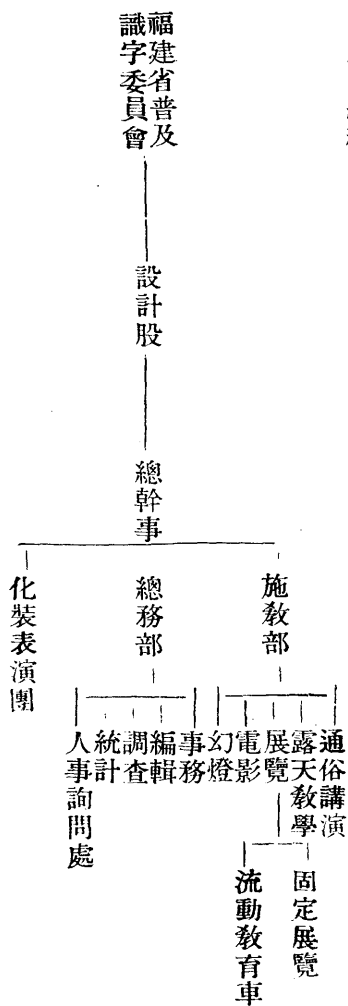 福建省普及
識字委員會
設計股
總幹事
施教部
通俗講演
露天教學
展覽
固定展覽
流動教育車
電影
幻燈
總務部
事務
編輯
調查
統計
人事詢問處
化裝表演團